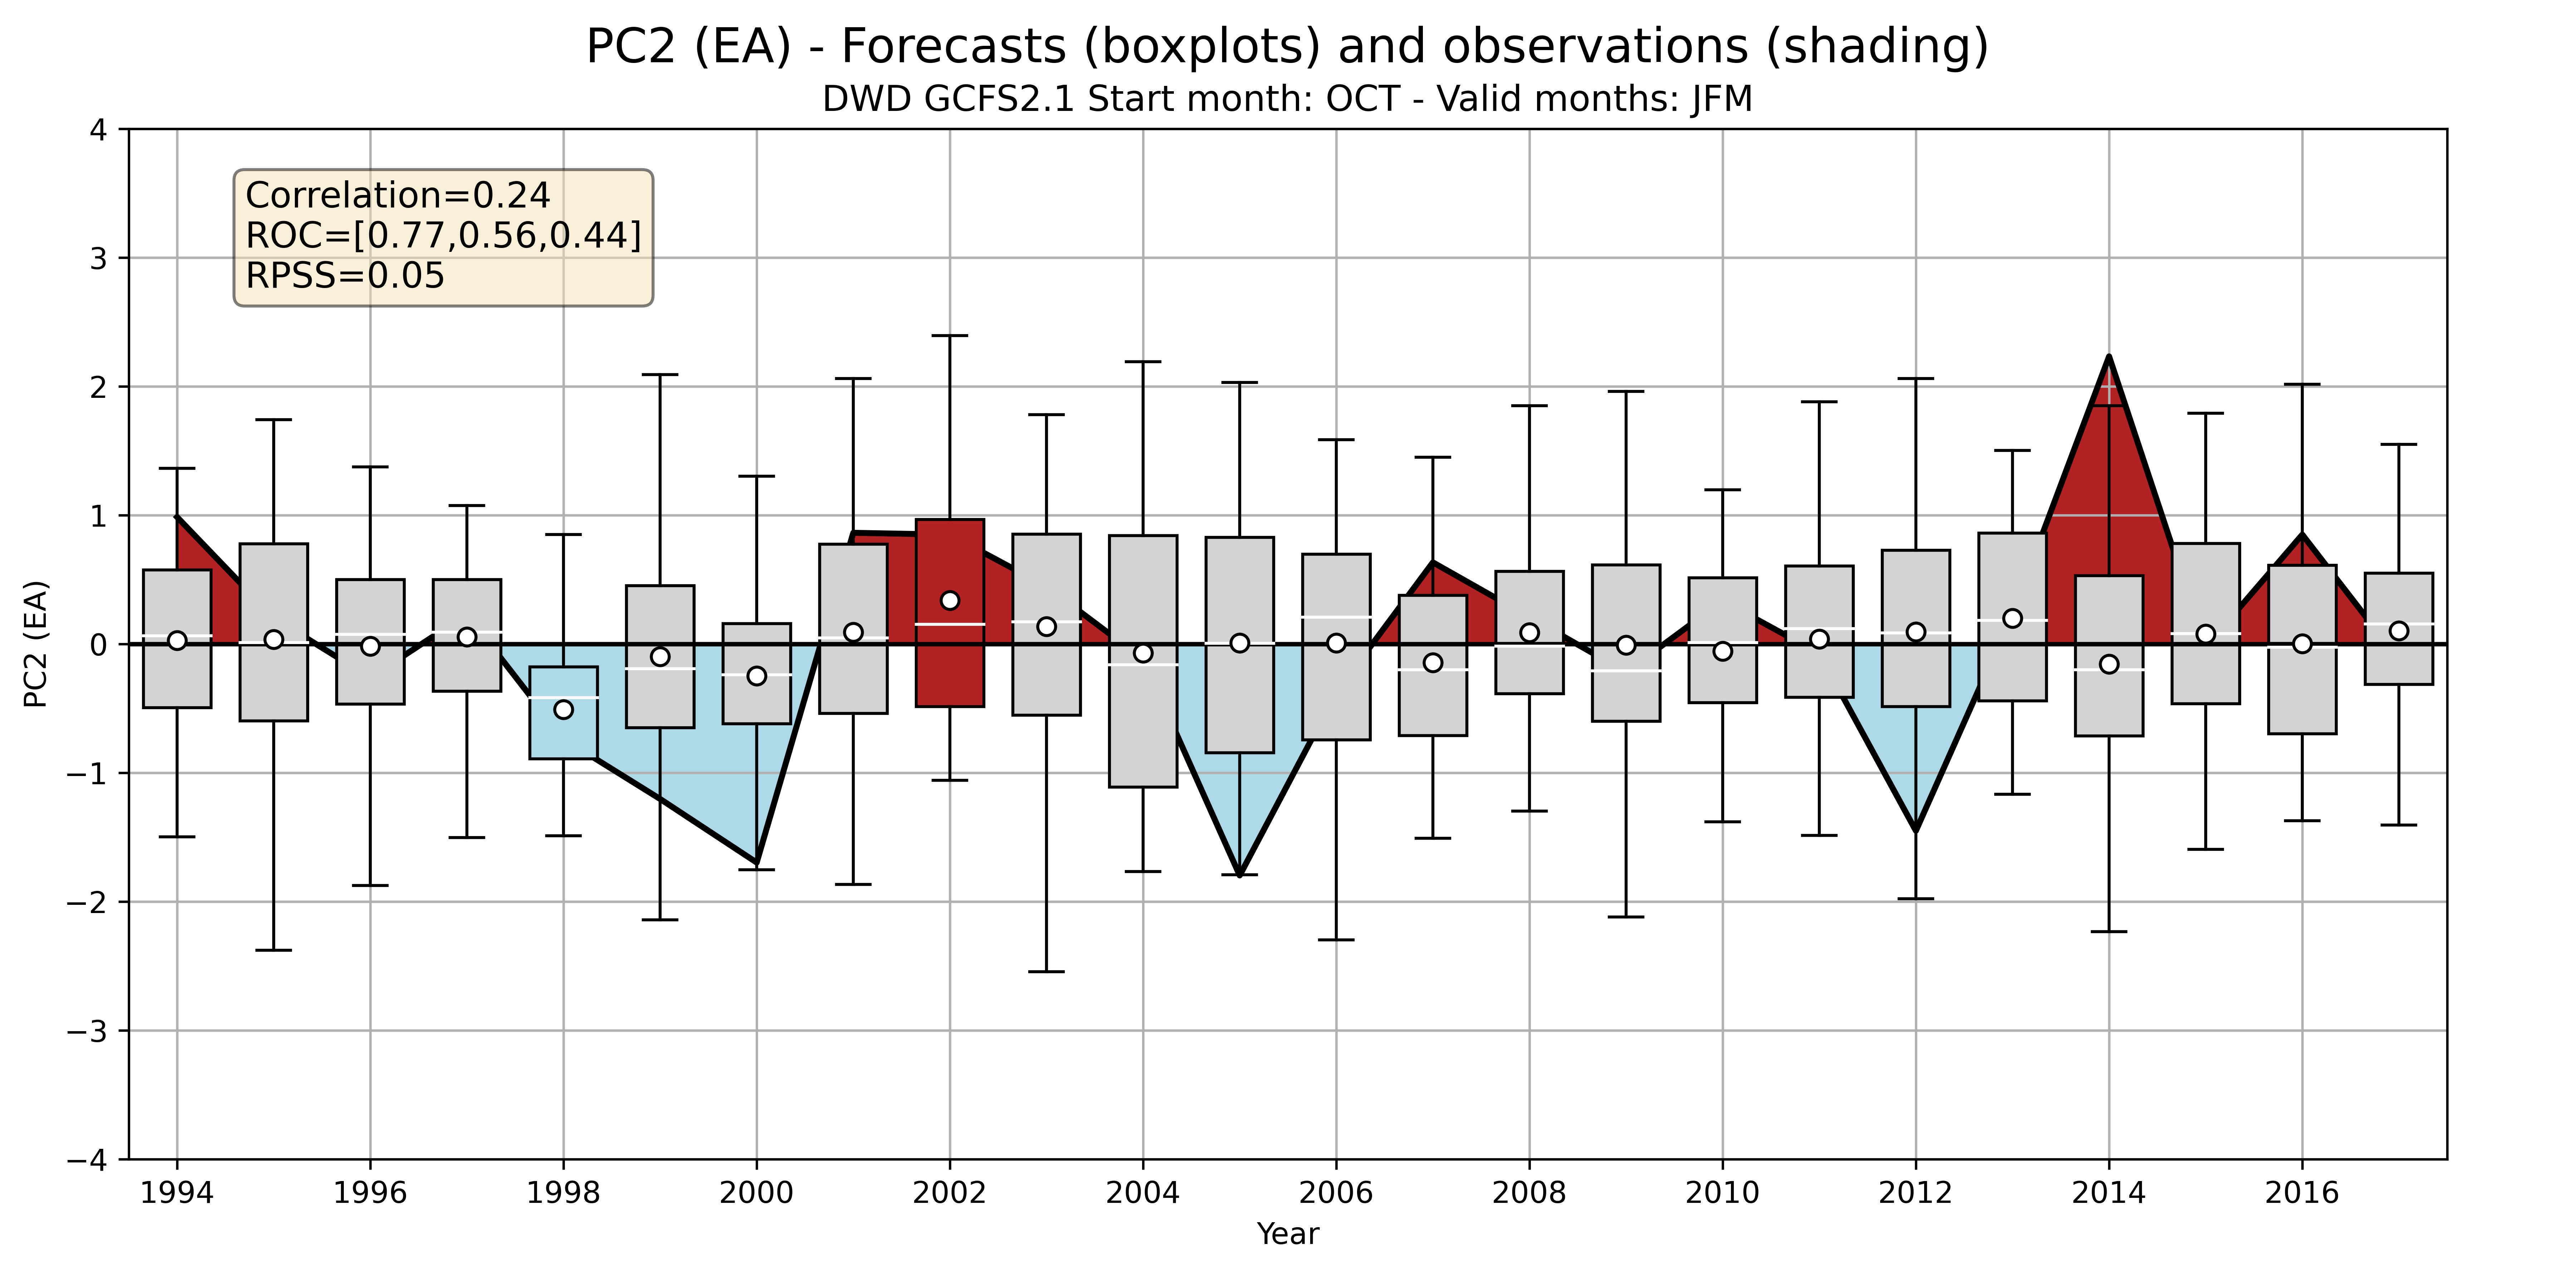 PC2 (EA) - Forecasts (boxplots) and observations (shading)
DWD GCFS2.1 Start month: OCT - Valid months: JFM
Correlation=0.24
ROC=[0.77,0.56,0.44]
RPSS=0.05
PC2 (EA)
4
3
2
1
0
−1
−2
−3
−4
1994 1996 1998 2000 2002 2004 2006 2008 2010 2012 2014 2016
Year